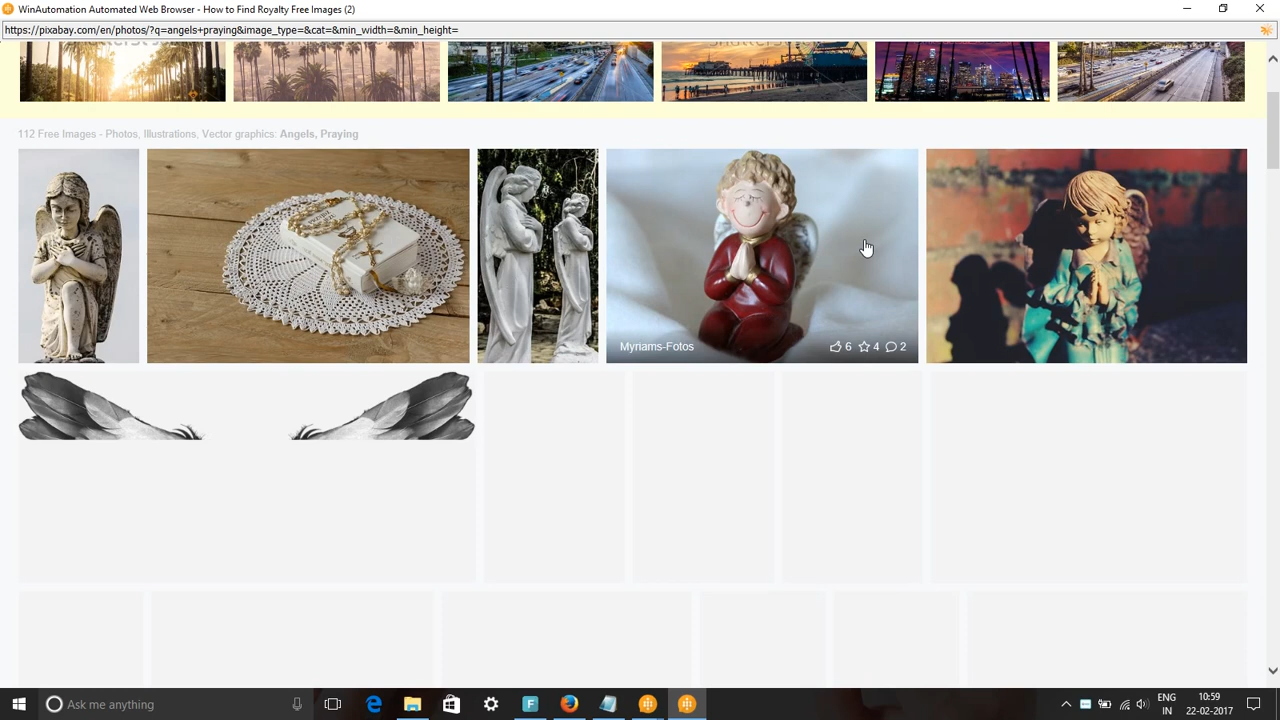 WinAutomation Automated Web Browser - How to Find Royalty Free Images (2)
https://pixabay.com/en/photos/?q=angels+praying&image_type=&cat=&min_width=&min_height=
112 Free Images - Photos, Illustrations, Vector graphics: Angels, Praying
Myriams-Fotos 6 4 2
Ask me anything
ENG 10:59
IN 22-02-2017